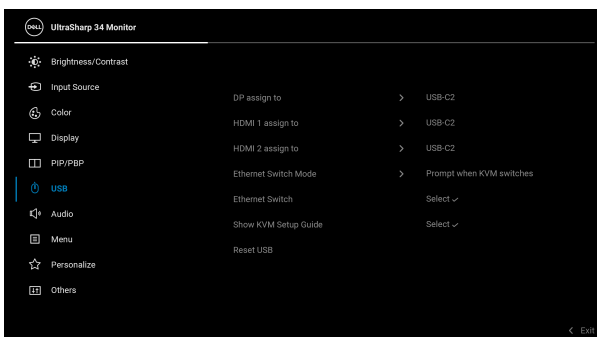 DELL UltraSharp 34 Monitor
Brightness/Contrast
Input Source
Color
Display
PIP/PBP
USB
Audio
Menu
Personalize
Others
DP assign to > USB-C2
HDMI 1 assign to > USB-C2
HDMI 2 assign to > USB-C2
Ethernet Switch Mode > Prompt when KVM switches
Ethernet Switch Select ✓
Show KVM Setup Guide Select ✓
Reset USB
< Exit